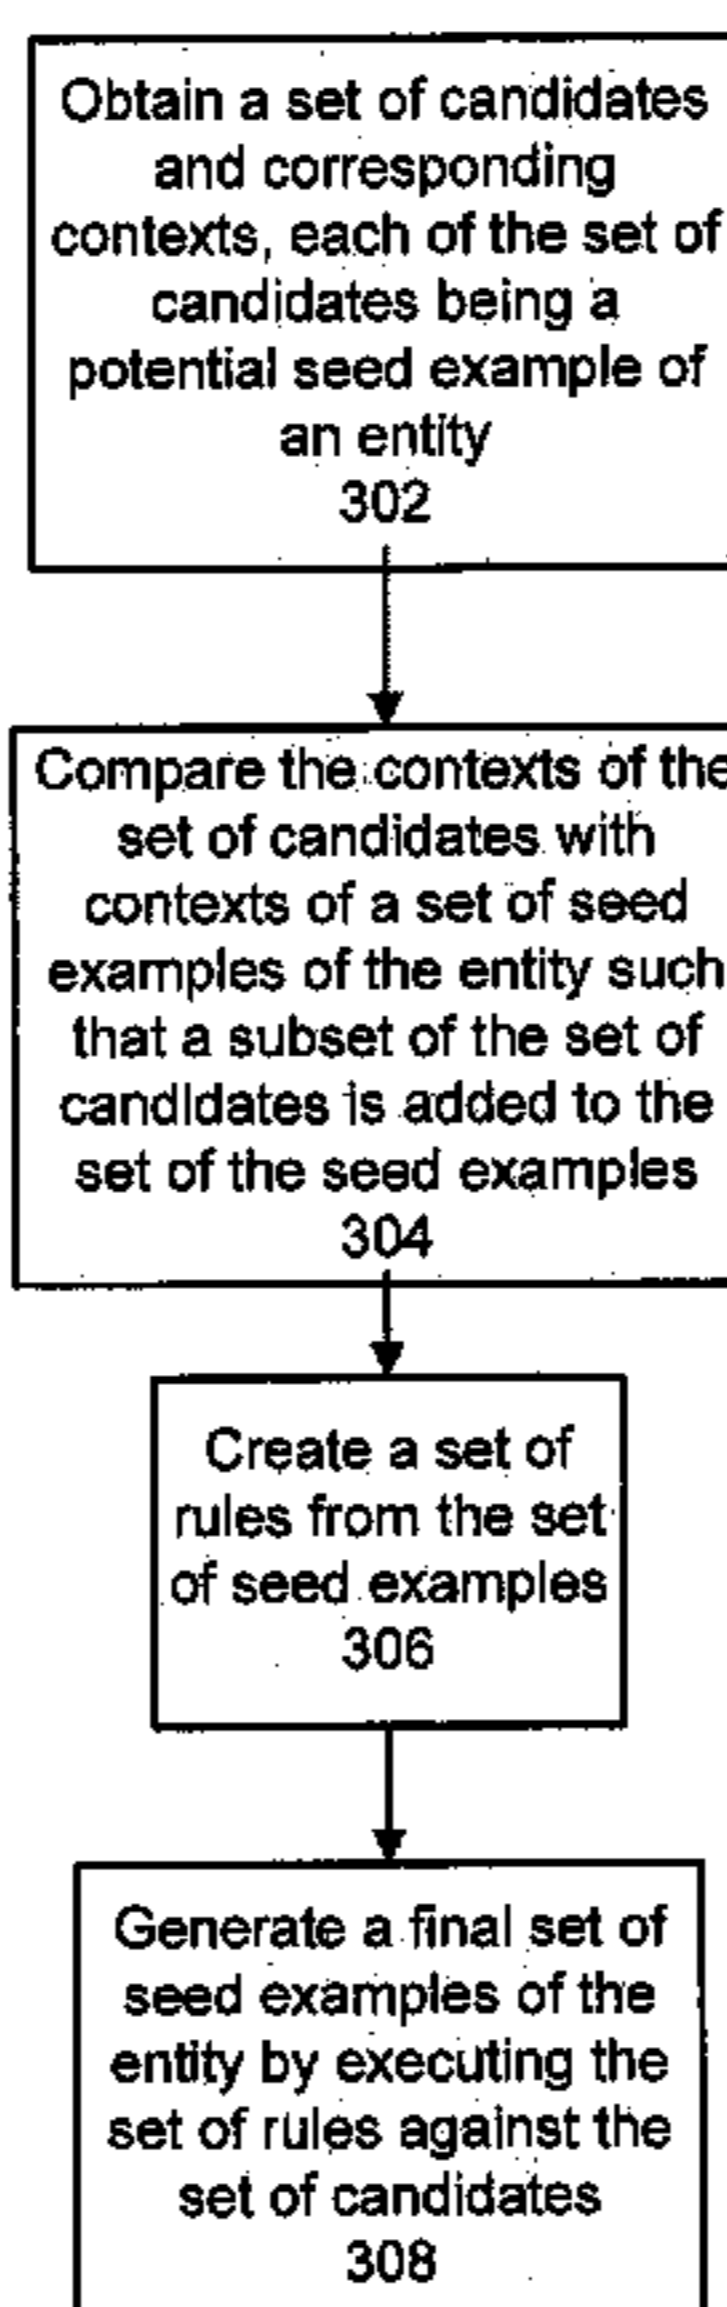 Obtain a set of candidates
and corresponding
contexts, each of the set of
candidates being a
potential seed example of
an entity
302
Compare the contexts of the
set of candidates with
contexts of a set of seed
examples of the entity such
that a subset of the set of
candidates is added to the
set of the seed examples
304
Create a set of
rules from the set
of seed examples
306
Generate a final set of
seed examples of the
entity by executing the
set of rules against the
set of candidates
308